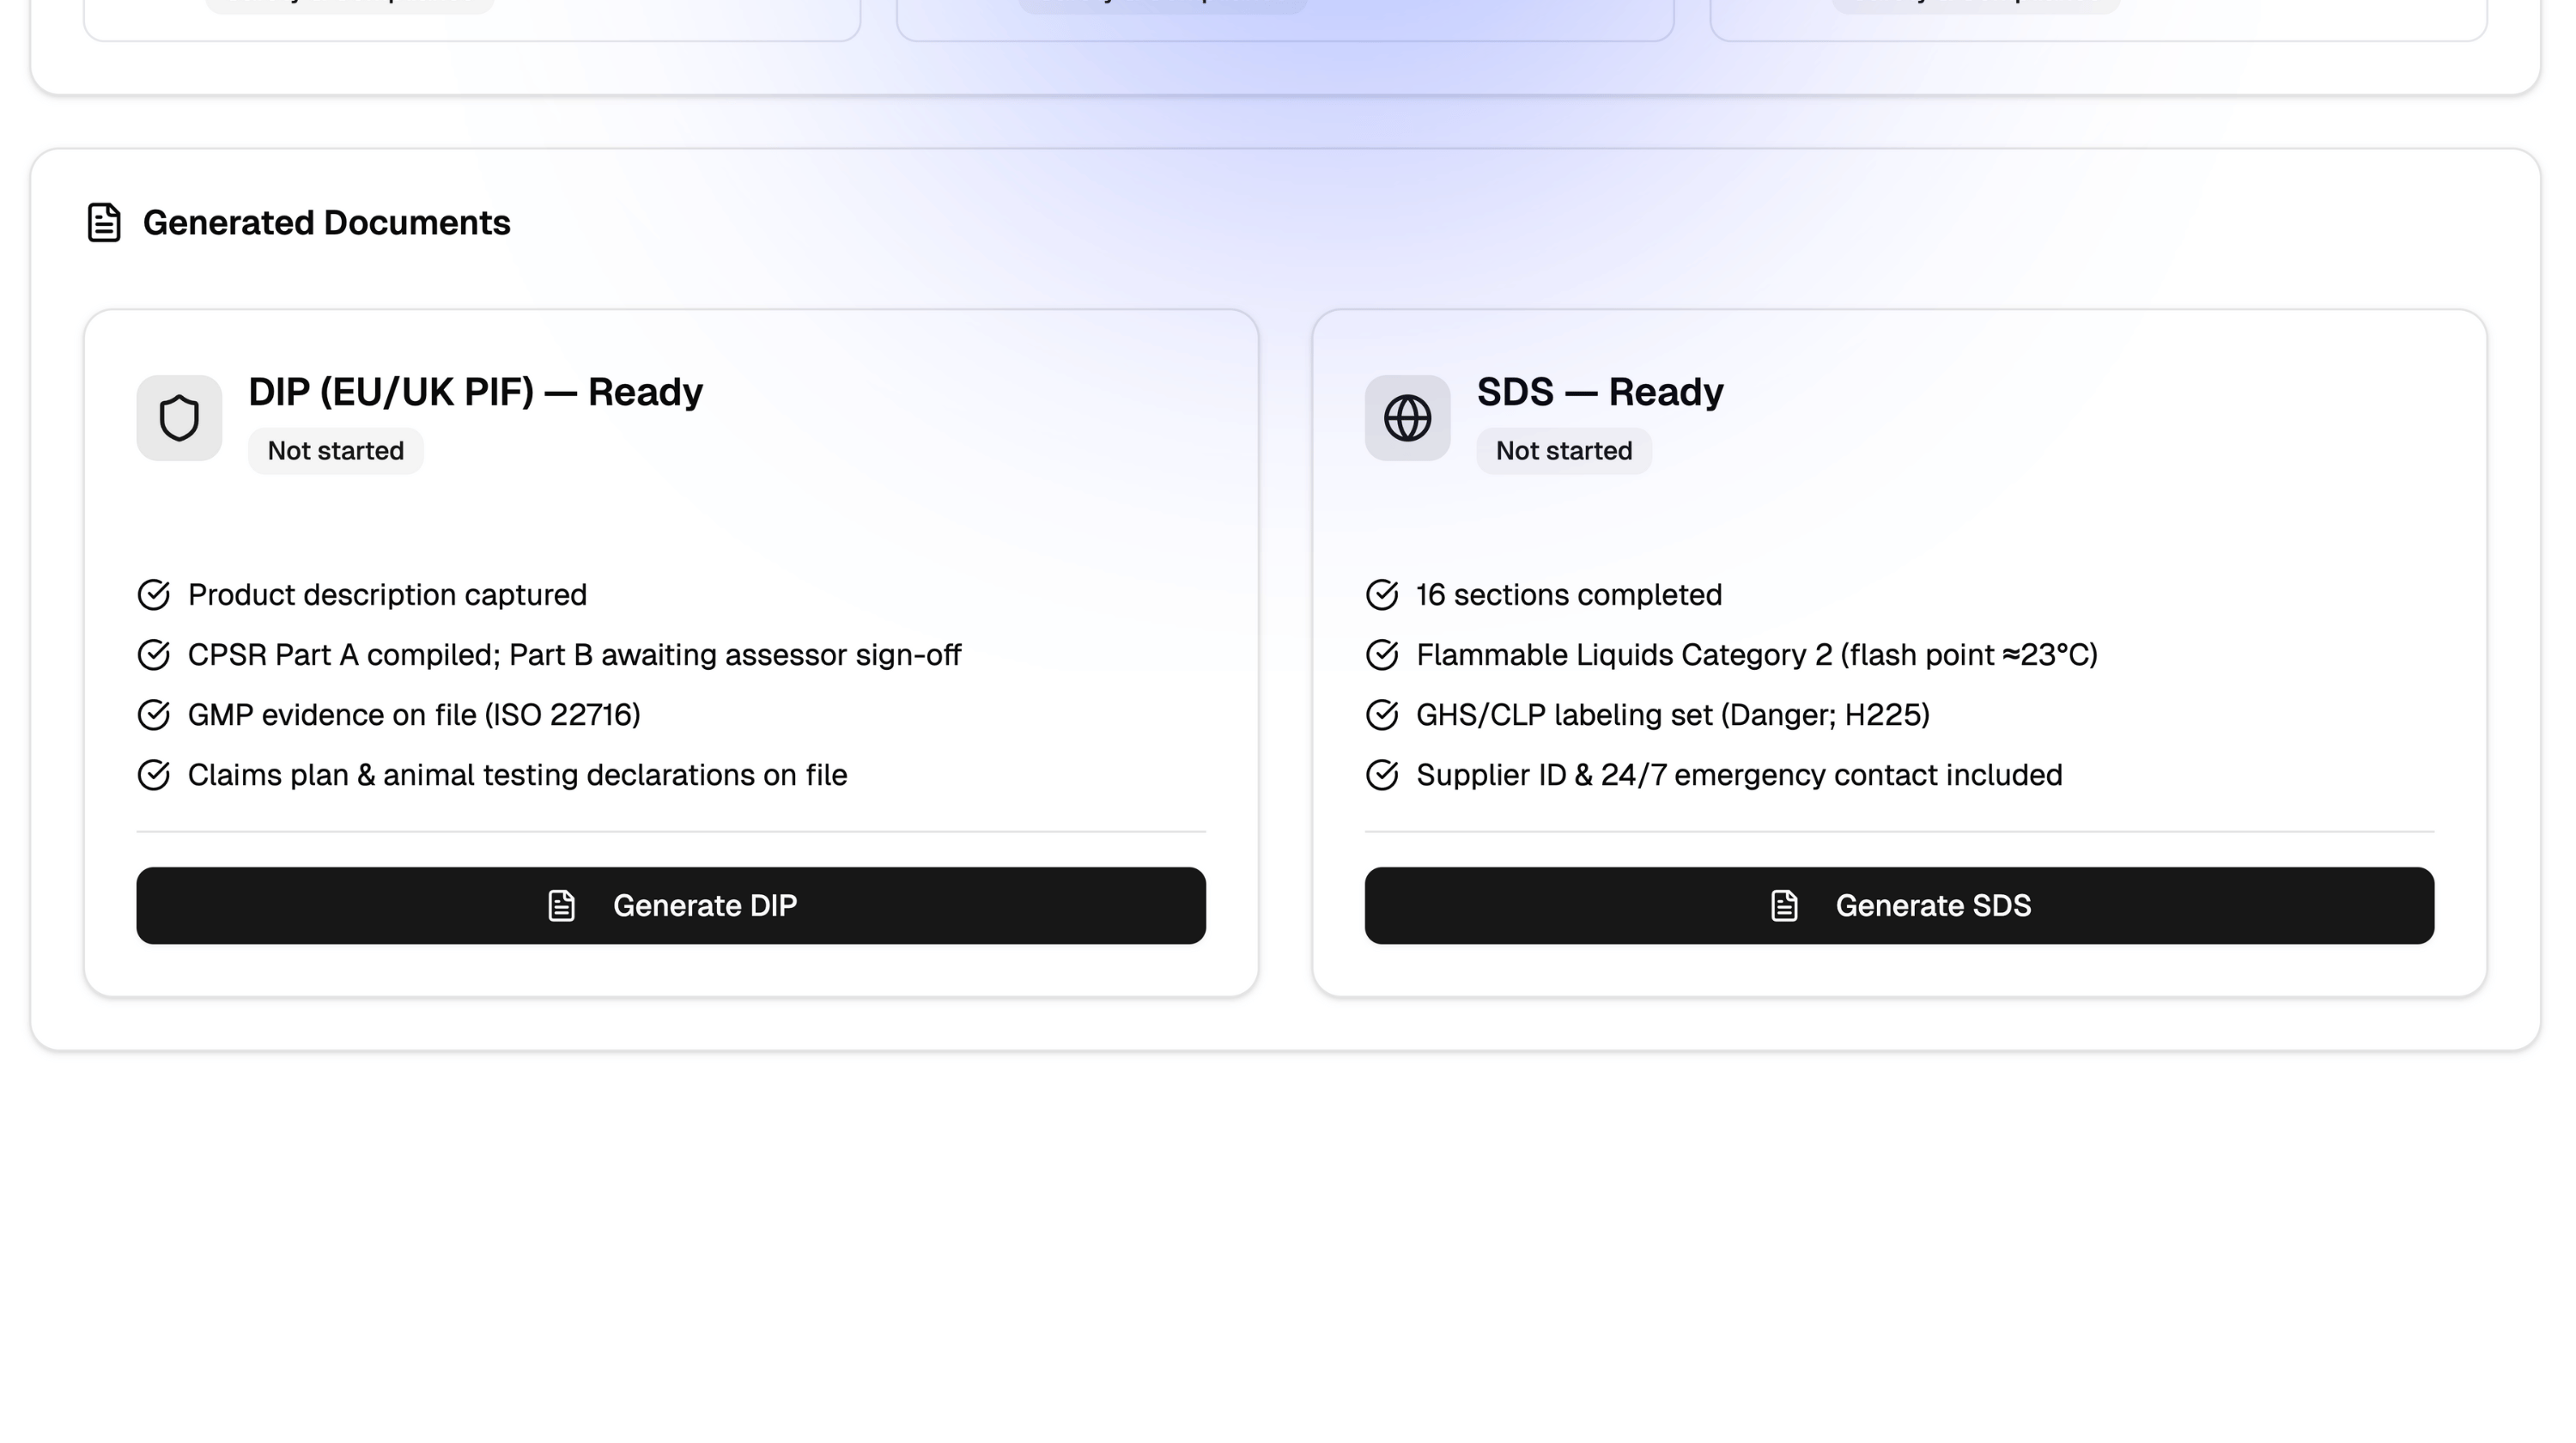 Generated Documents
DIP (EU/UK PIF) — Ready
Not started
Product description captured
CPSR Part A compiled; Part B awaiting assessor sign-off
GMP evidence on file (ISO 22716)
Claims plan & animal testing declarations on file
Generate DIP
SDS — Ready
Not started
16 sections completed
Flammable Liquids Category 2 (flash point ≈23°C)
GHS/CLP labeling set (Danger; H225)
Supplier ID & 24/7 emergency contact included
Generate SDS